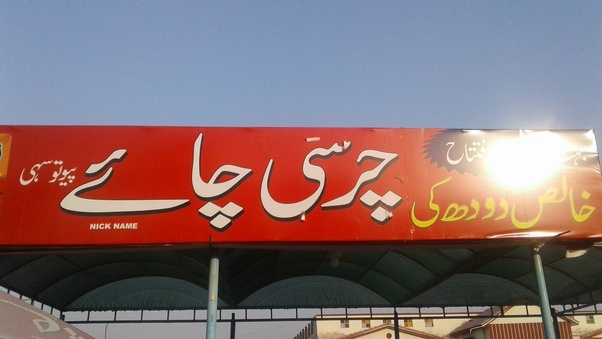 افتتاح
خالص دودھ کی
چرسی چائے
پیو تو سہی
NICK NAME